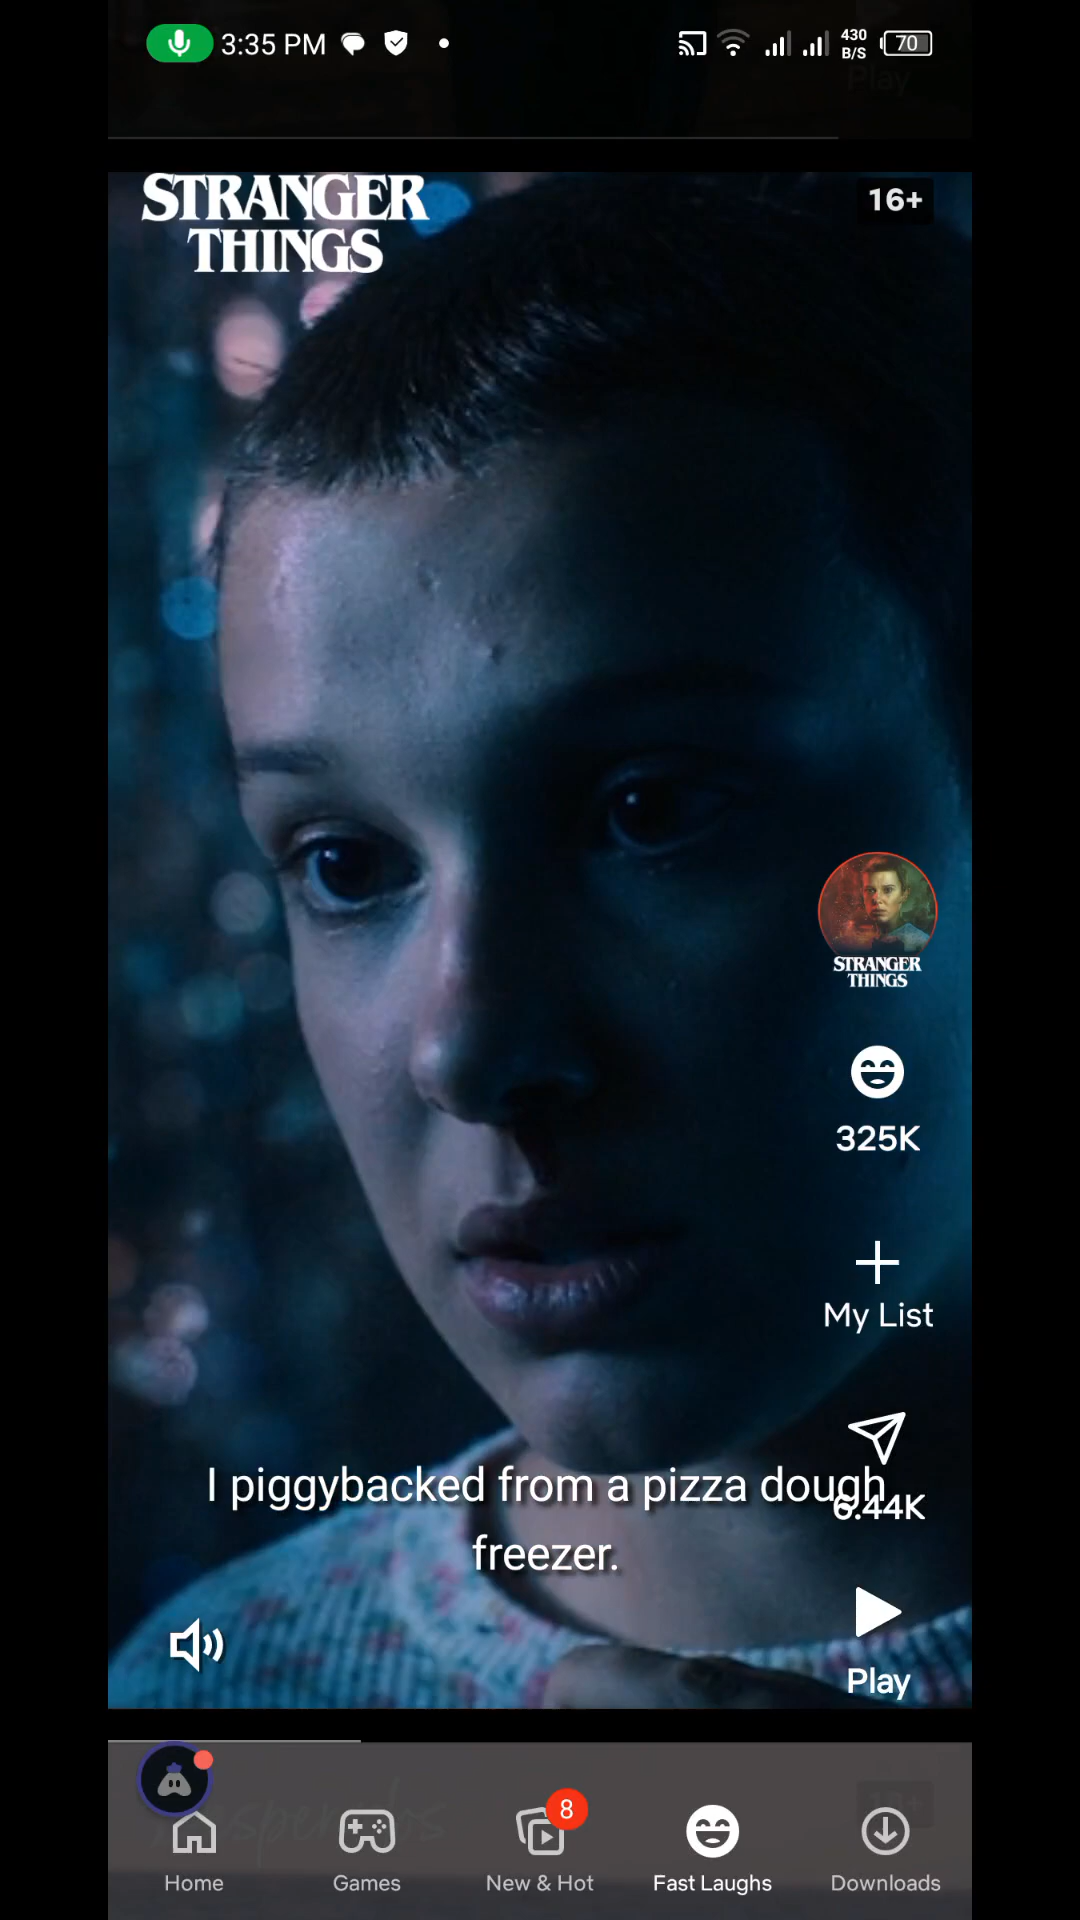 3:35 PM
430
B/S
70
Play
STRANGER
THINGS
16+
STRANGER
THINGS
325K
My List
I piggybacked from a pizza dough
freezer.
6.44K
Play
8
Home
Games
New & Hot
Fast Laughs
Downloads